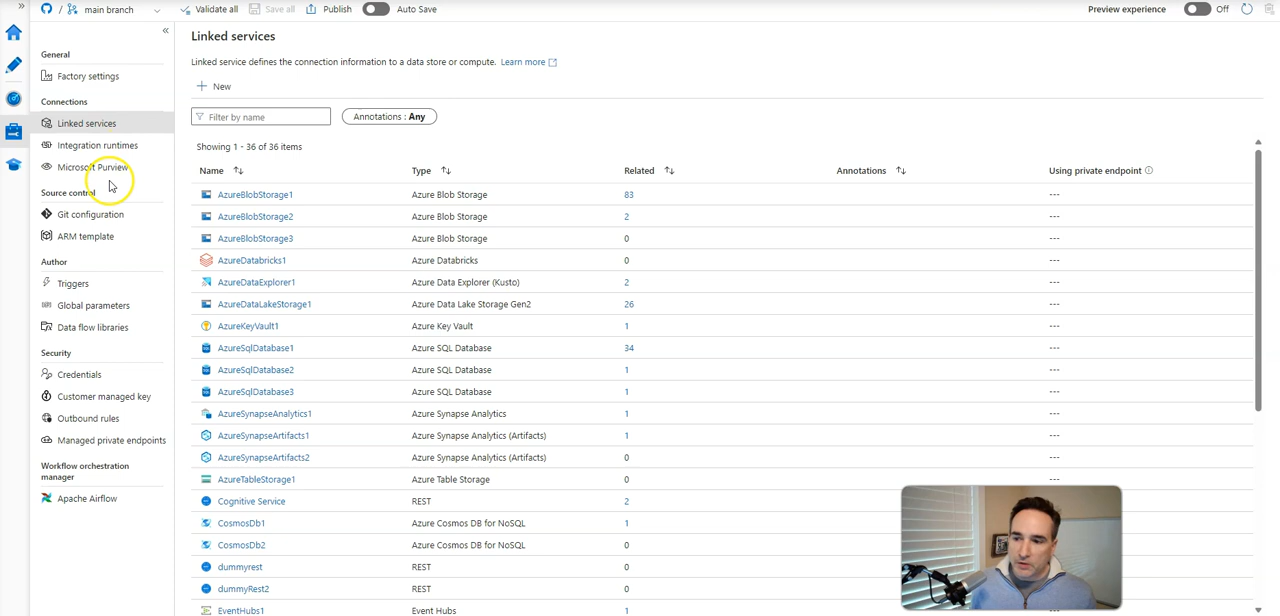 / main branch Validate all Save all Publish Auto Save Preview experience Off
General
Factory settings
Connections
Linked services
Integration runtimes
Microsoft Purview
Source control
Git configuration
ARM template
Author
Triggers
Global parameters
Data flow libraries
Security
Credentials
Customer managed key
Outbound rules
Managed private endpoints
Workflow orchestration
manager
Apache Airflow
Linked services
Linked service defines the connection information to a data store or compute. Learn more
New
Filter by name Annotations : Any
Showing 1 - 36 of 36 items
Name Type Related Annotations Using private endpoint
AzureBlobStorage1 Azure Blob Storage 83 ---
AzureBlobStorage2 Azure Blob Storage 2 ---
AzureBlobStorage3 Azure Blob Storage 0 ---
AzureDatabricks1 Azure Databricks 0 ---
AzureDataExplorer1 Azure Data Explorer (Kusto) 2 ---
AzureDataLakeStorage1 Azure Data Lake Storage Gen2 26 ---
AzureKeyVault1 Azure Key Vault 1 ---
AzureSqlDatabase1 Azure SQL Database 34 ---
AzureSqlDatabase2 Azure SQL Database 1 ---
AzureSqlDatabase3 Azure SQL Database 1 ---
AzureSynapseAnalytics1 Azure Synapse Analytics 1 ---
AzureSynapseArtifacts1 Azure Synapse Analytics (Artifacts) 1 ---
AzureSynapseArtifacts2 Azure Synapse Analytics (Artifacts) 0 ---
AzureTableStorage1 Azure Table Storage 0 ---
Cognitive Service REST 2
CosmosDb1 Azure Cosmos DB for NoSQL 1
CosmosDb2 Azure Cosmos DB for NoSQL 0
dummyrest REST 0
dummyRest2 REST 0
EventHubs1 Event Hubs 1